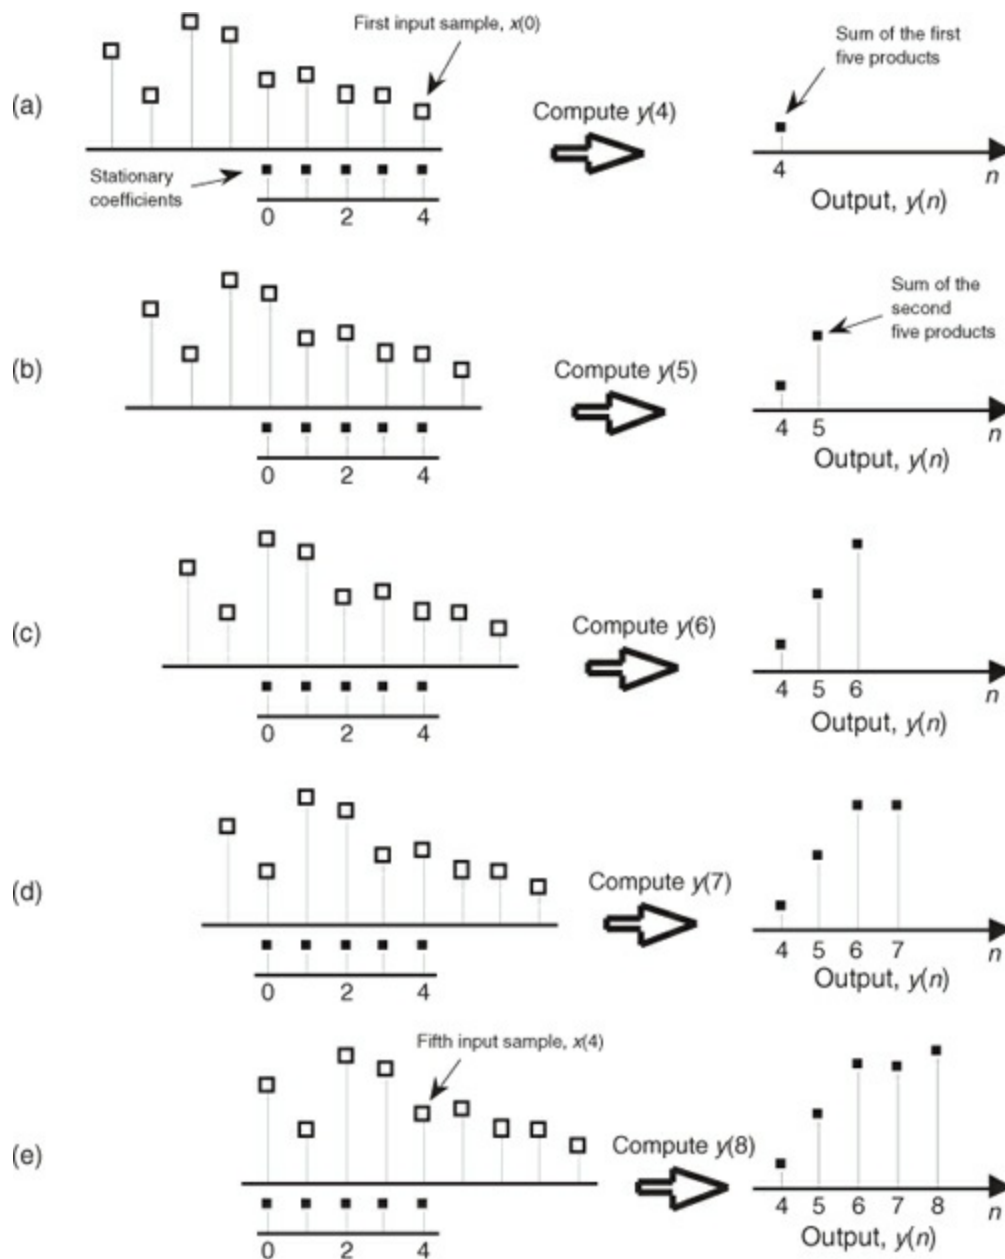 First input sample, x(0)
Sum of the first
five products
(a)
Compute y(4)
Stationary
coefficients
0 2 4
4
n
Output, y(n)
Sum of the
second
five products
(b)
Compute y(5)
0 2 4
4 5
n
Output, y(n)
(c)
Compute y(6)
0 2 4
4 5 6
n
Output, y(n)
(d)
Compute y(7)
0 2 4
4 5 6 7
n
Output, y(n)
Fifth input sample, x(4)
(e)
Compute y(8)
0 2 4
4 5 6 7 8
n
Output, y(n)